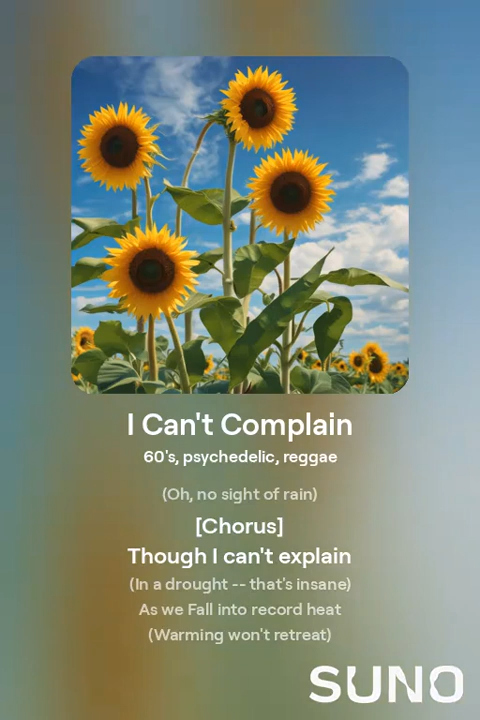 I Can't Complain
60's, psychedelic, reggae
(Oh, no sight of rain)
[Chorus]
Though I can't explain
(In a drought -- that's insane)
As we Fall into record heat
(Warming won't retreat)
SUNO